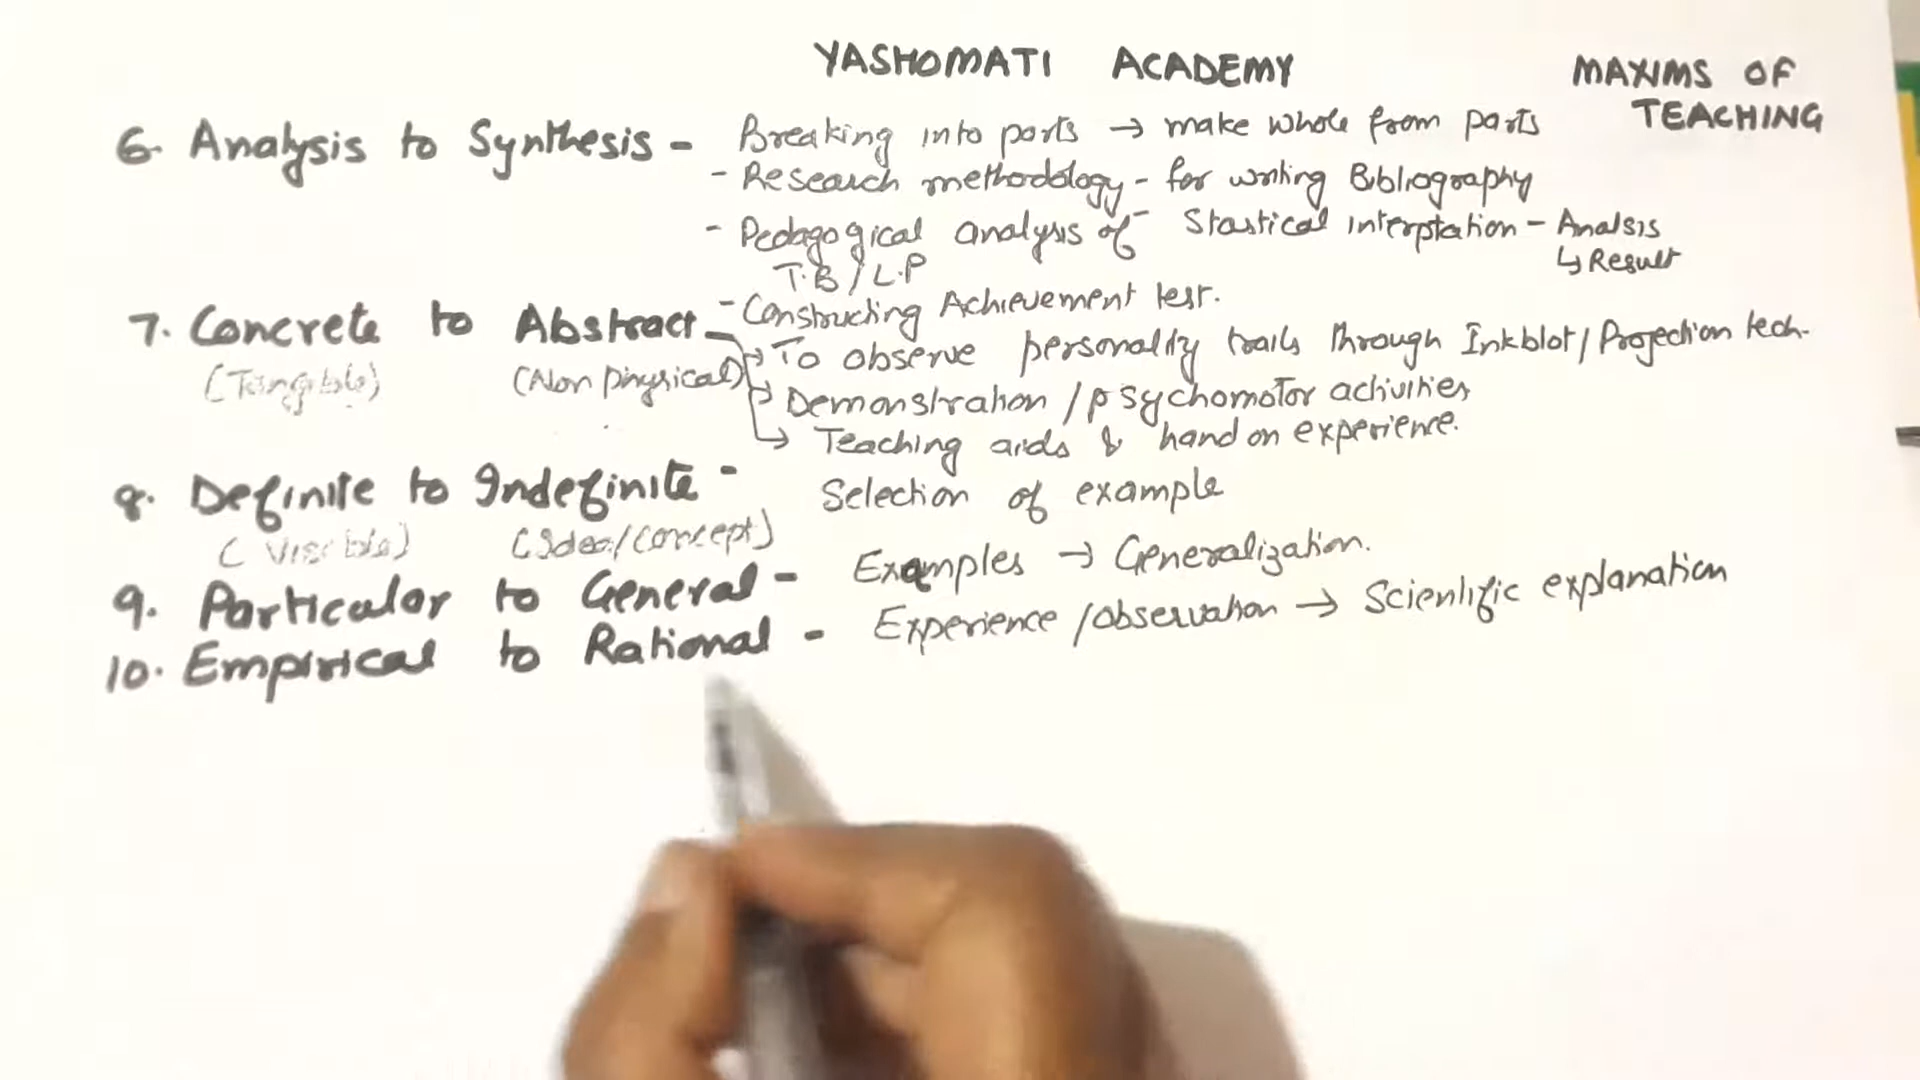 YASHOMATI ACADEMY
MAXIMS OF
TEACHING
6. Analysis to Synthesis - Breaking into parts → make whole from parts
- Research methodology - for writing Bibliography
- Stastical interptation - Analsis
↳ Result
- Pedagogical analysis of
T.B/L.P
- Constructing Achievement test.
7. Concrete to Abstract
(Tangible) (Non physical)
→ To observe personality traits through Inkblot/Projection tech-
→ Demonstration/psychomotor activities
→ Teaching aids & hand on experience.
8. Definite to Indefinite - Selection of example
(Visible) (Idea/concept)
9. Particular to General - Examples → Generalization.
10. Empirical to Rational - Experience/observation → Scientific explanation